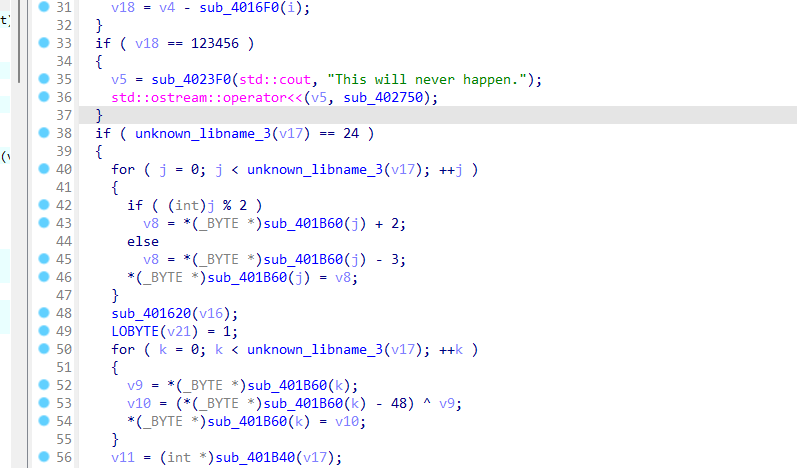 t)
31 v18 = v4 - sub_4016F0(i);
32 }
33 if ( v18 == 123456 )
34 {
35 v5 = sub_4023F0(std::cout, "This will never happen.");
36 std::ostream::operator<<(v5, sub_402750);
37 }
38 if ( unknown_libname_3(v17) == 24 )
39 {
40 for ( j = 0; j < unknown_libname_3(v17); ++j )
41 {
42 if ( (int)j % 2 )
43 v8 = *(_BYTE *)sub_401B60(j) + 2;
44 else
45 v8 = *(_BYTE *)sub_401B60(j) - 3;
46 *(_BYTE *)sub_401B60(j) = v8;
47 }
48 sub_401620(v16);
49 LOBYTE(v21) = 1;
50 for ( k = 0; k < unknown_libname_3(v17); ++k )
51 {
52 v9 = *(_BYTE *)sub_401B60(k);
53 v10 = (*(_BYTE *)sub_401B60(k) - 48) ^ v9;
54 *(_BYTE *)sub_401B60(k) = v10;
55 }
56 v11 = (int *)sub_401B40(v17);